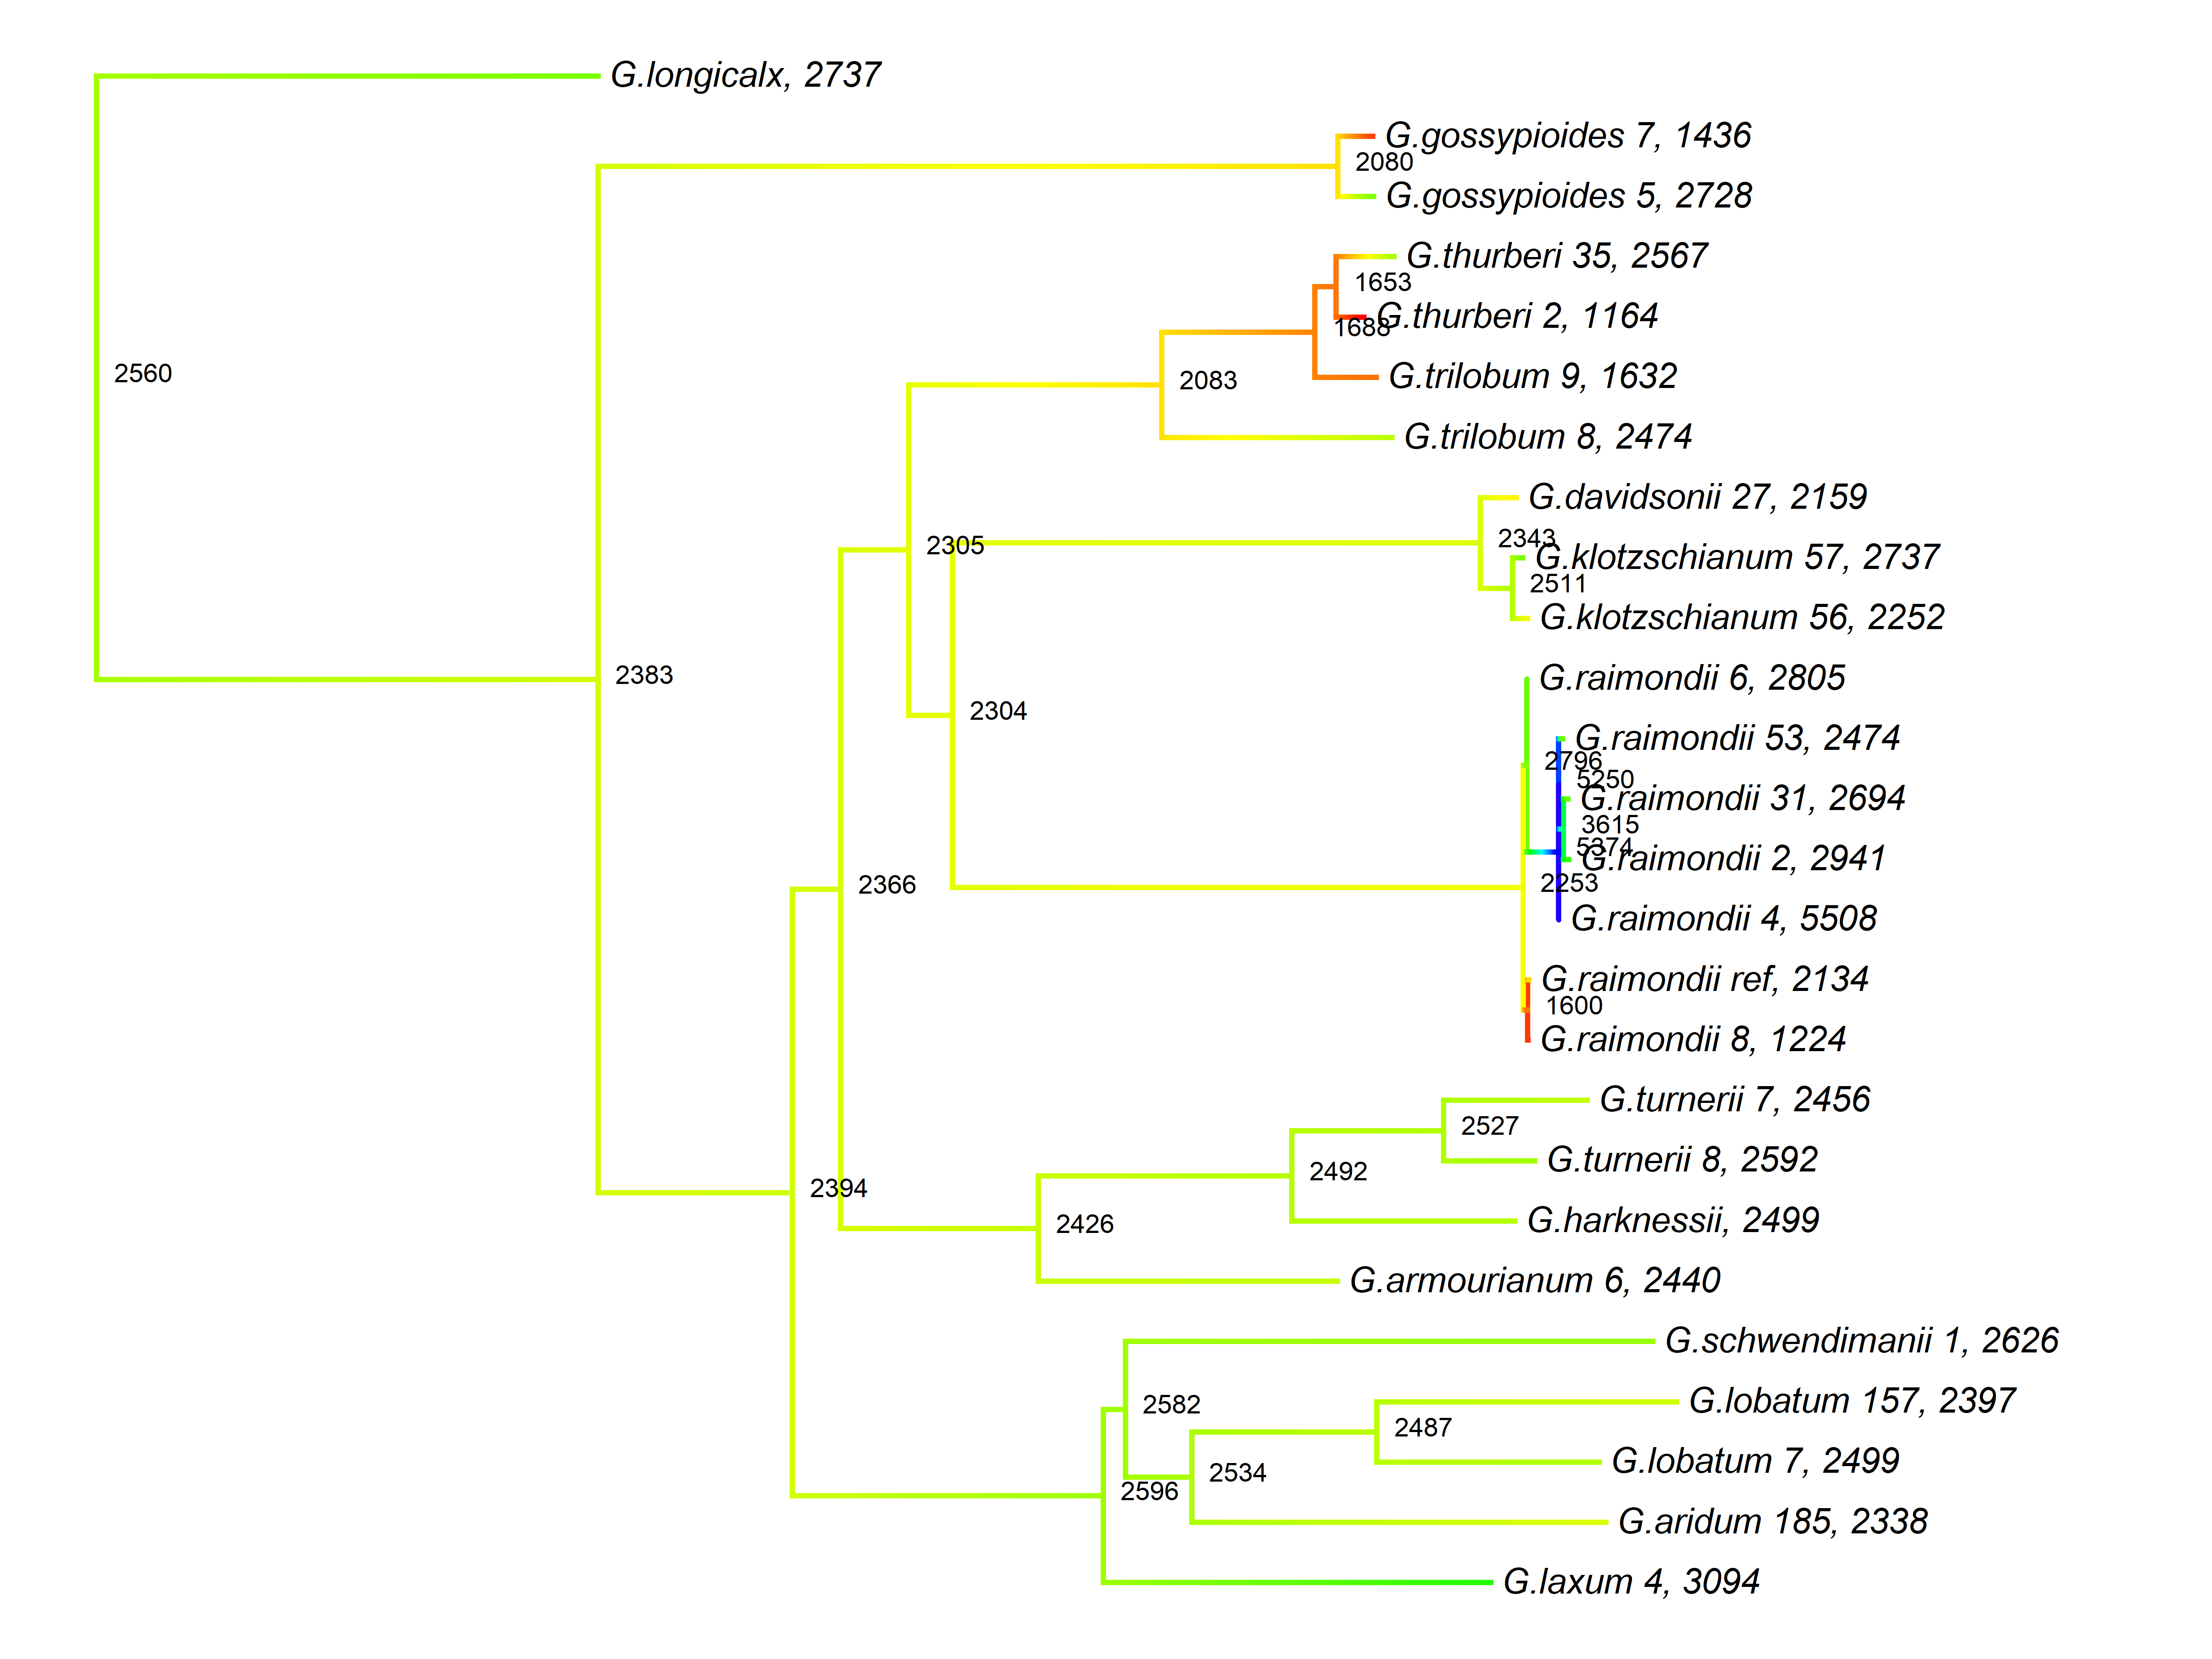 G.longicalx, 2737
G.gossypioides 7, 1436
2080
G.gossypioides 5, 2728
G.thurberi 35, 2567
1653
G.thurberi 2, 1164
1688
2560
G.trilobum 9, 1632
2083
G.trilobum 8, 2474
G.davidsonii 27, 2159
2343
2305
G.klotzschianum 57, 2737
2511
G.klotzschianum 56, 2252
2383
G.raimondii 6, 2805
2304
G.raimondii 53, 2474
2796
5250
G.raimondii 31, 2694
3615
5374
G.raimondii 2, 2941
2366
2253
G.raimondii 4, 5508
G.raimondii ref, 2134
1600
G.raimondii 8, 1224
G.turnerii 7, 2456
2527
G.turnerii 8, 2592
2492
2394
G.harknessii, 2499
2426
G.armourianum 6, 2440
G.schwendimanii 1, 2626
G.lobatum 157, 2397
2582
2487
G.lobatum 7, 2499
2534
2596
G.aridum 185, 2338
G.laxum 4, 3094